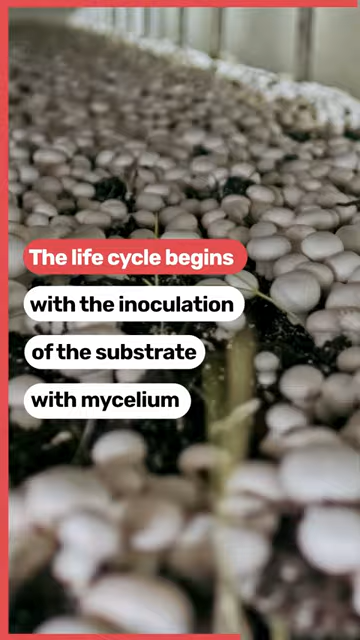 The life cycle begins
with the inoculation
of the substrate
with mycelium